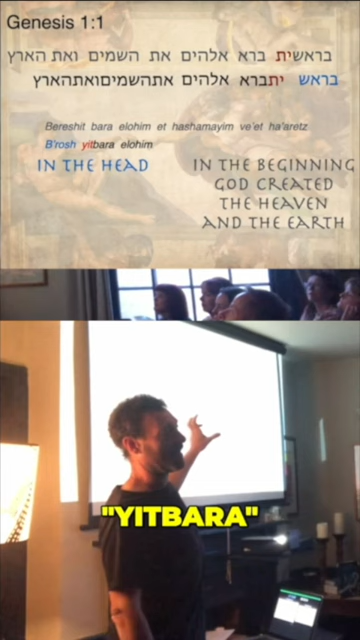 Genesis 1:1
בראשית ברא אלהים את השמים ואת הארץ
בראש יתברא אלהים אתהשמיםואתהארץ
Bereshit bara elohim et hashamayim ve'et ha'aretz
B'rosh yitbara elohim
IN THE HEAD
IN THE BEGINNING
GOD CREATED
THE HEAVEN
AND THE EARTH
"YITBARA"